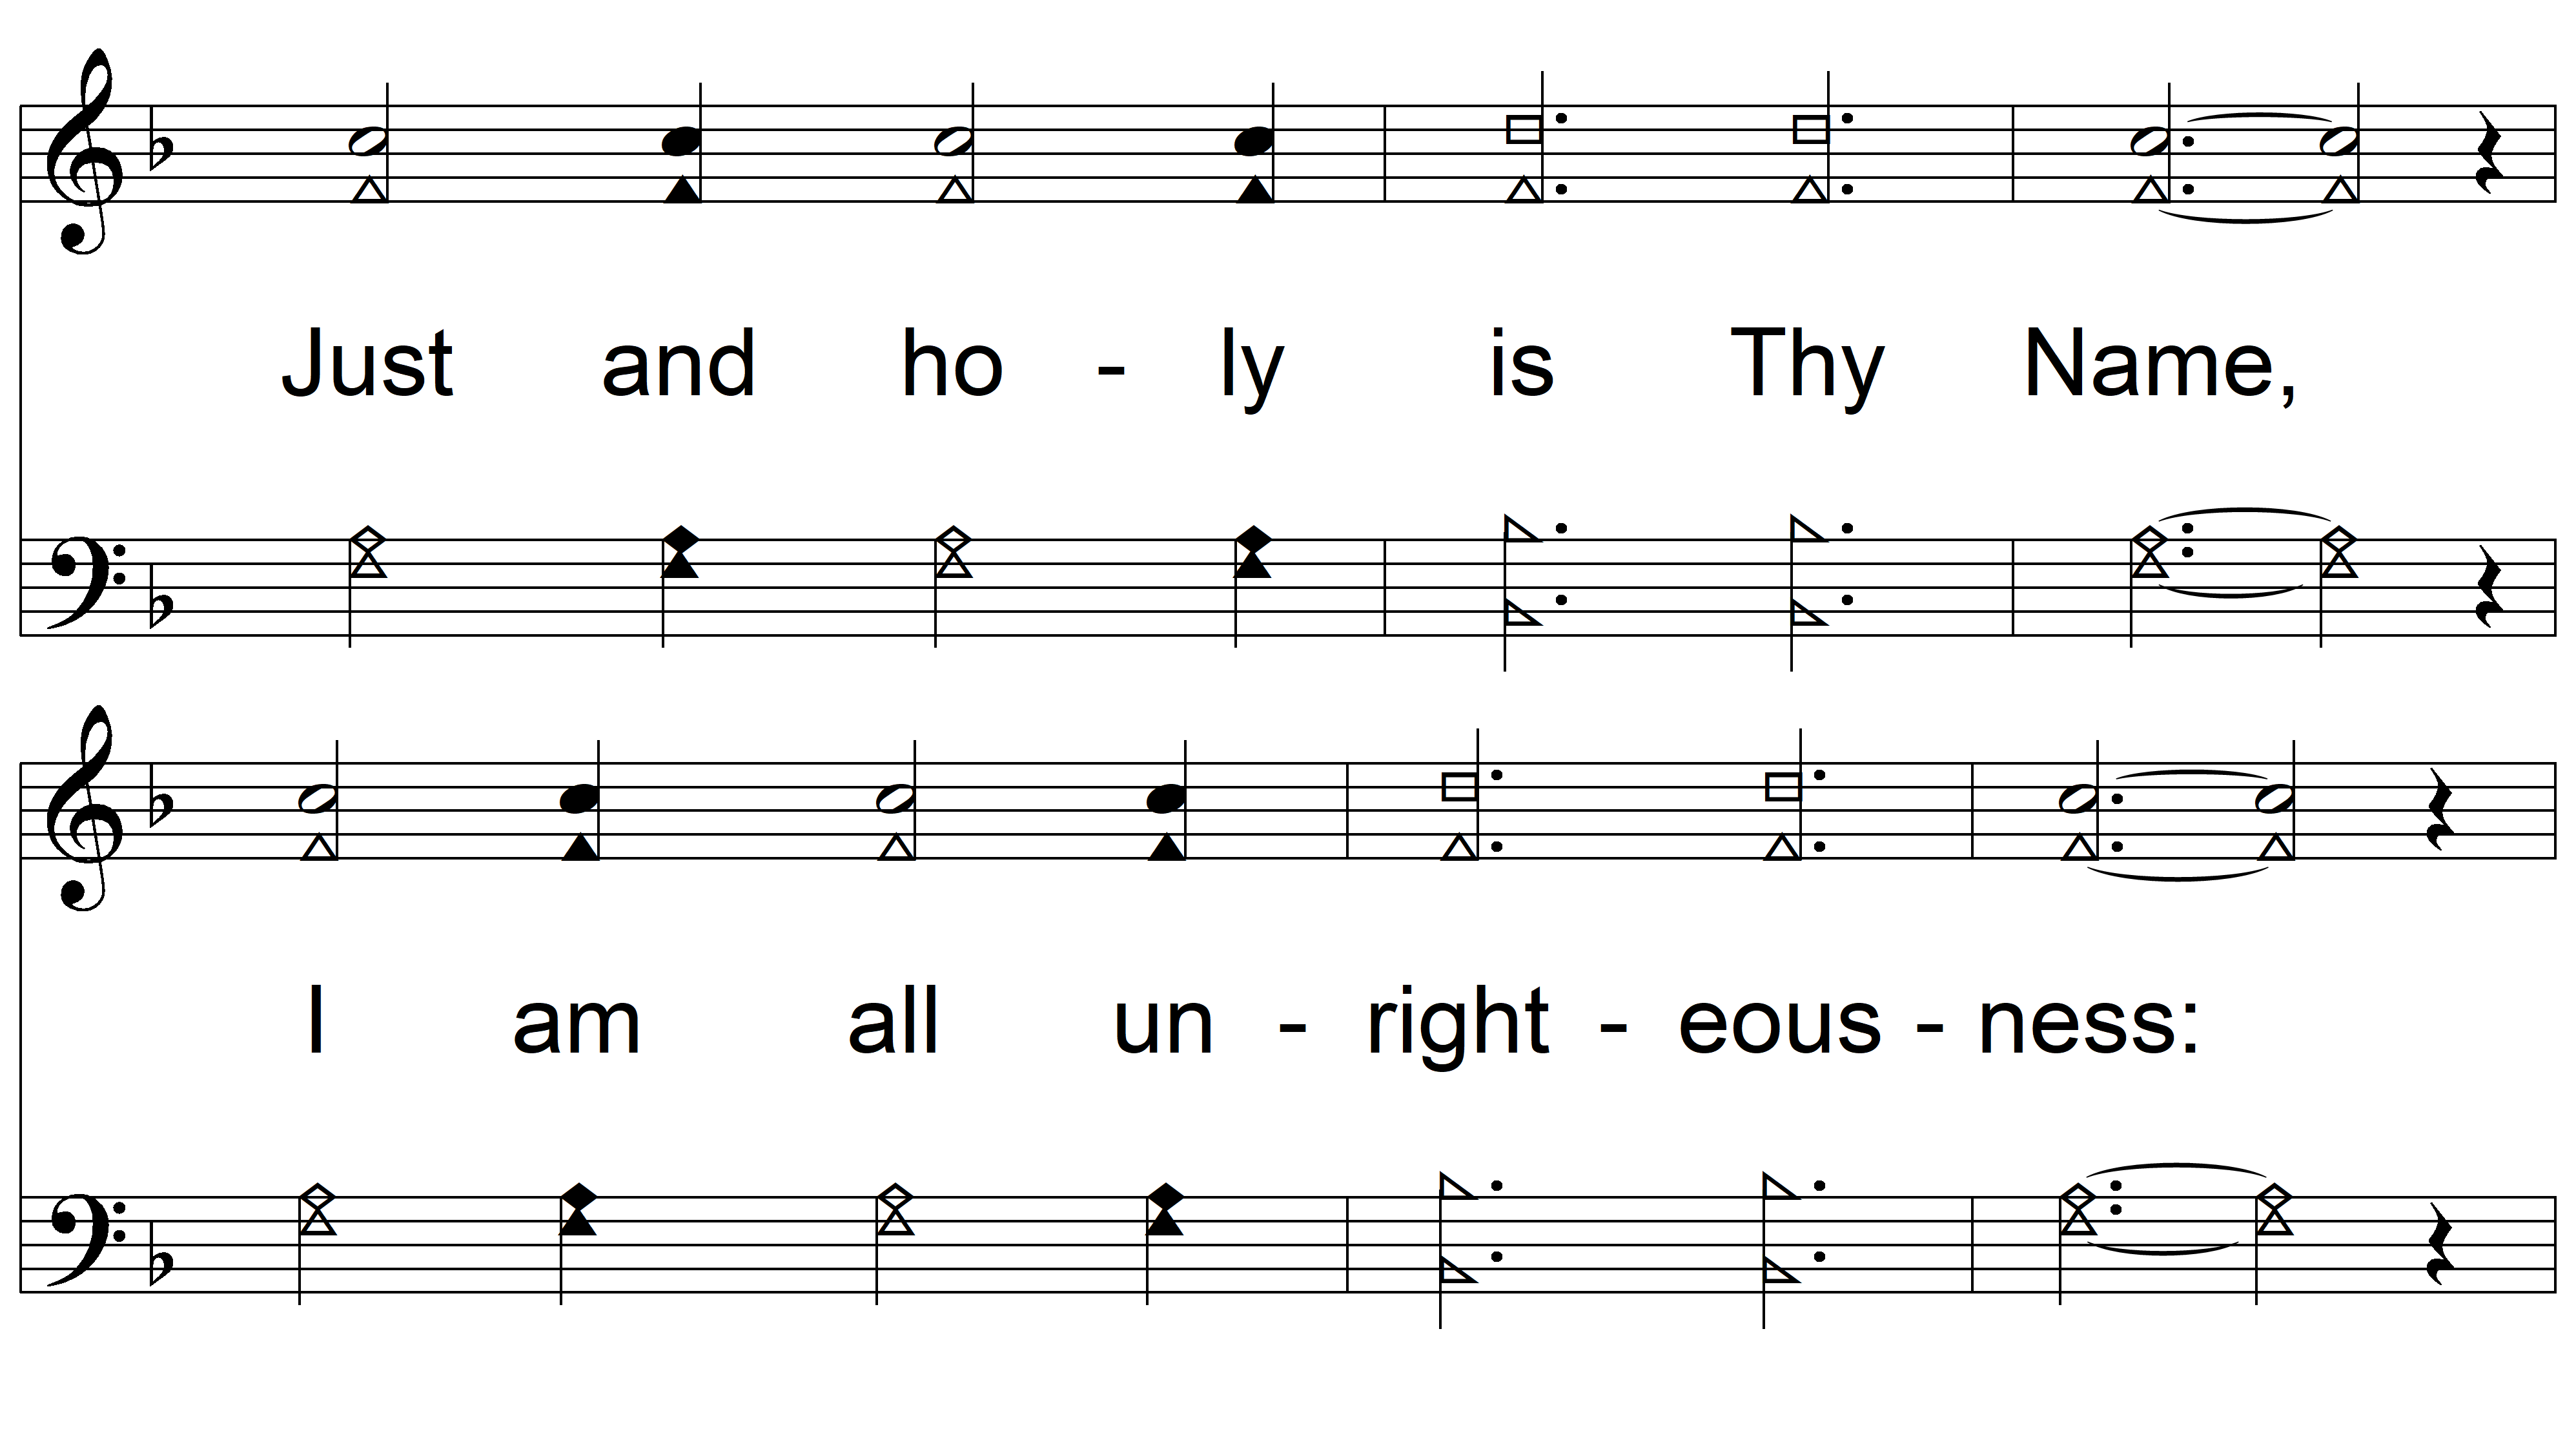 Just and ho - ly is Thy Name,
I am all un - right - eous - ness: